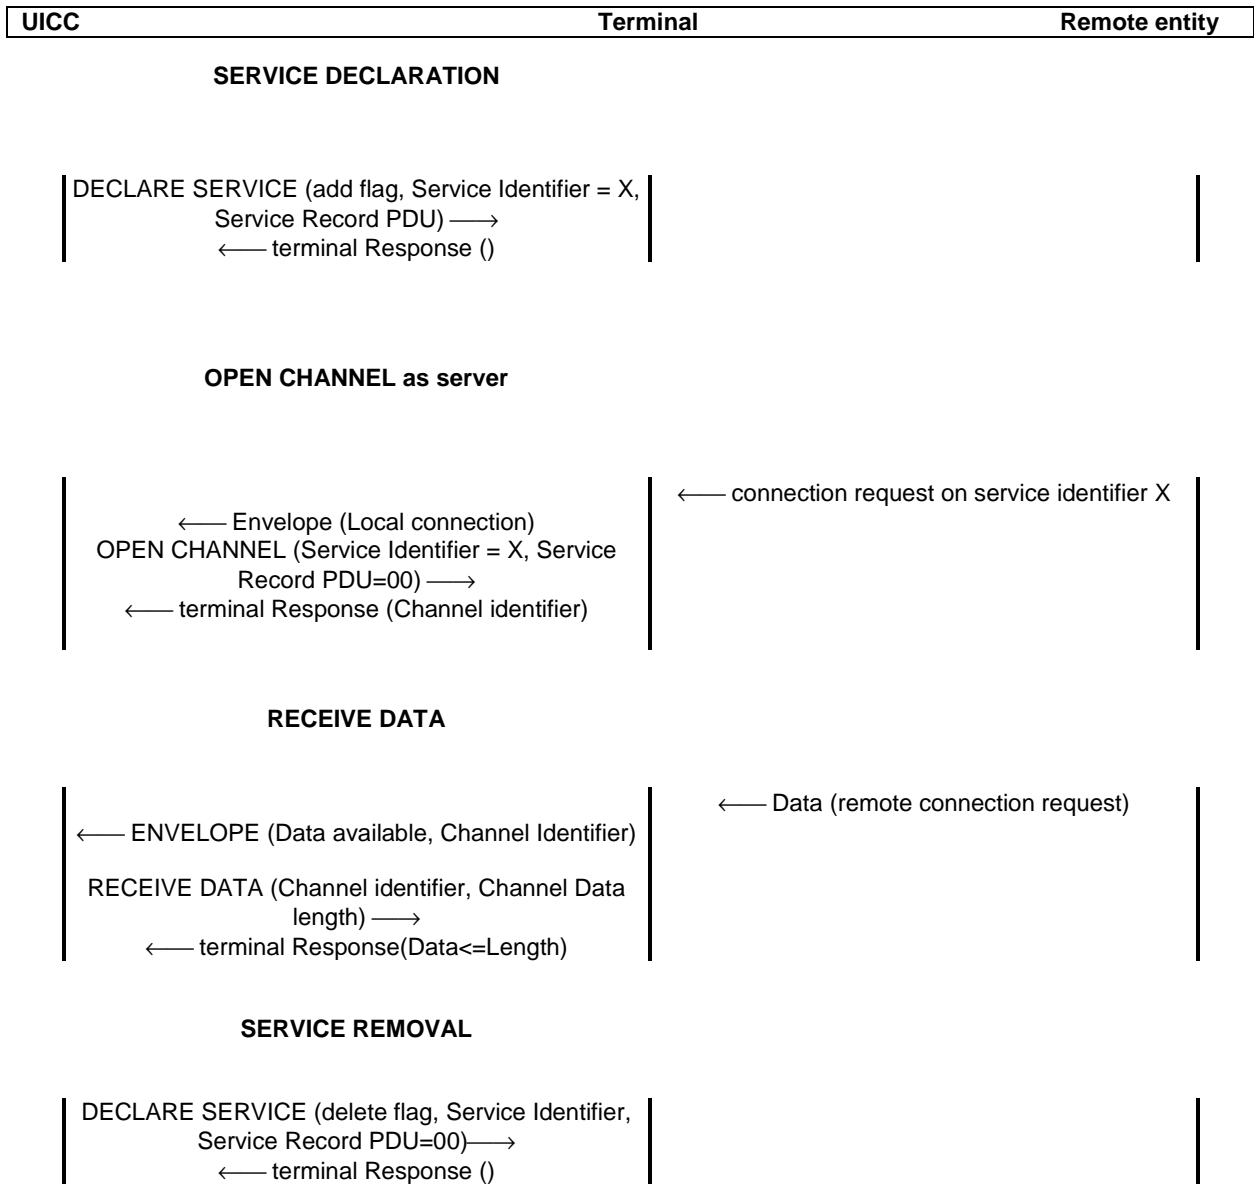 UICC Terminal Remote entity
SERVICE DECLARATION
DECLARE SERVICE (add flag, Service Identifier = X,
Service Record PDU) ⟶
⟵ terminal Response ()
OPEN CHANNEL as server
⟵ connection request on service identifier X
⟵ Envelope (Local connection)
OPEN CHANNEL (Service Identifier = X, Service
Record PDU=00) ⟶
⟵ terminal Response (Channel identifier)
RECEIVE DATA
⟵ Data (remote connection request)
⟵ ENVELOPE (Data available, Channel Identifier)
RECEIVE DATA (Channel identifier, Channel Data
length) ⟶
⟵ terminal Response(Data<=Length)
SERVICE REMOVAL
DECLARE SERVICE (delete flag, Service Identifier,
Service Record PDU=00)⟶
⟵ terminal Response ()